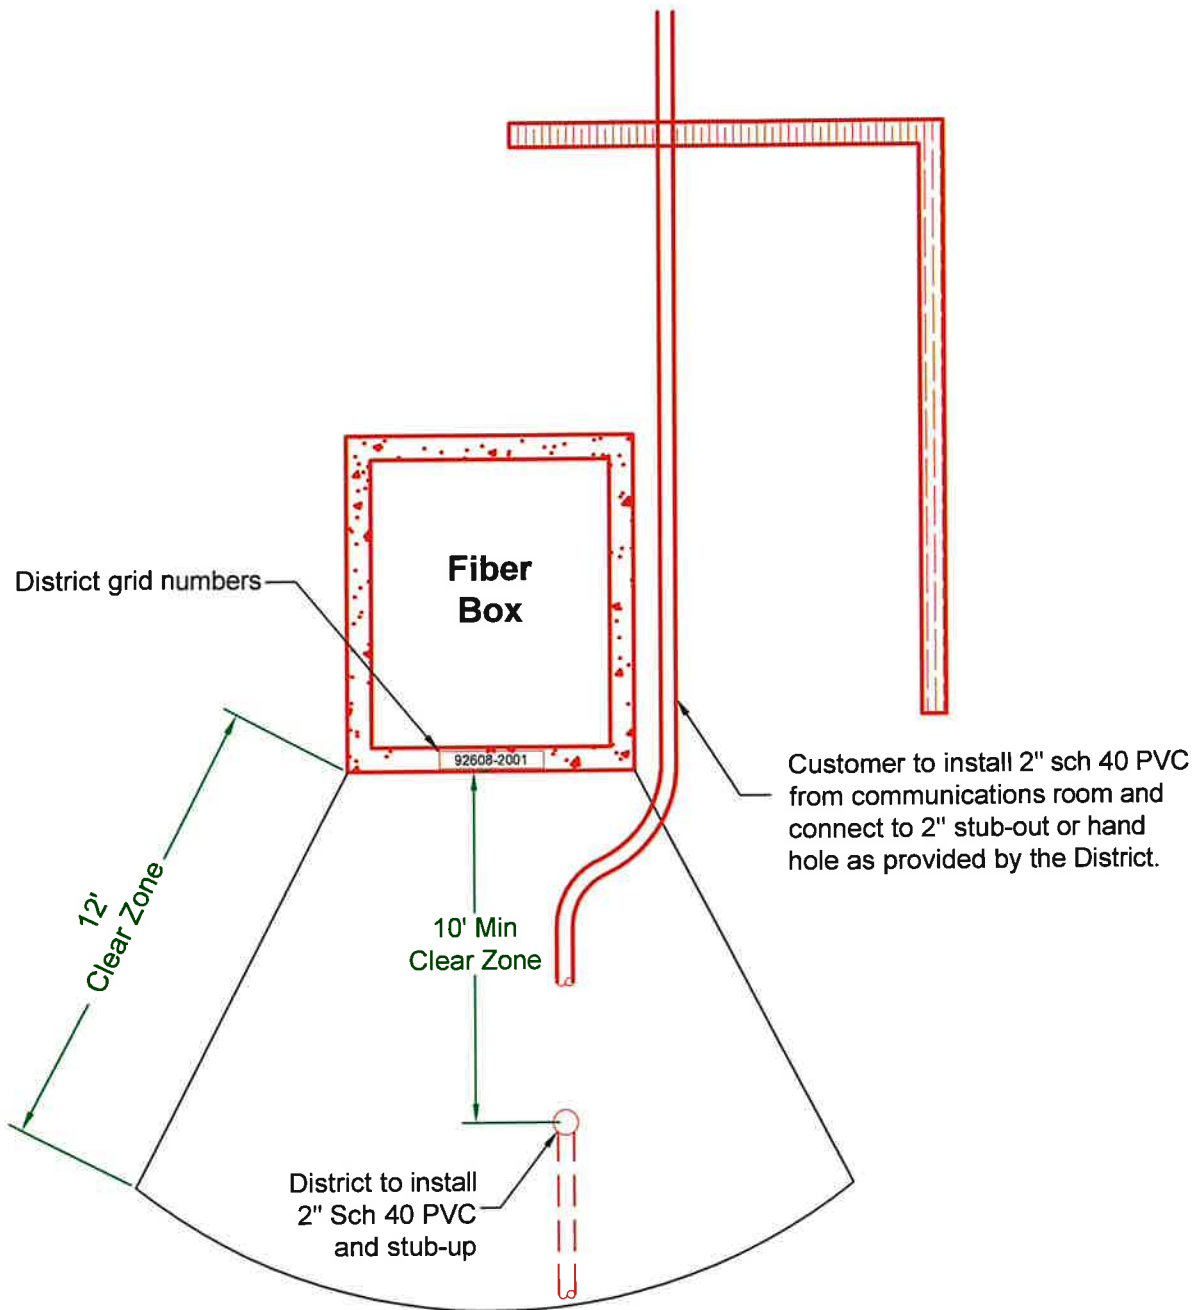 Fiber
Box
District grid numbers
92608-2001
Customer to install 2" sch 40 PVC
from communications room and
connect to 2" stub-out or hand
hole as provided by the District.
12'
Clear Zone
10' Min
Clear Zone
District to install
2" Sch 40 PVC
and stub-up